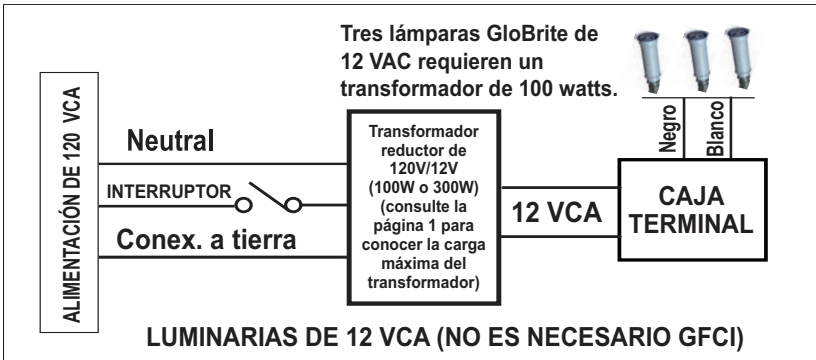 Tres lámparas GloBrite de
12 VAC requieren un
transformador de 100 watts.
ALIMENTACIÓN DE 120 VCA
Neutral
INTERRUPTOR
Conex. a tierra
Transformador
reductor de
120V/12V
(100W o 300W)
(consulte la
página 1 para
conocer la carga
máxima del
transformador)
12 VCA
Negro
Blanco
CAJA
TERMINAL
LUMINARIAS DE 12 VCA (NO ES NECESARIO GFCI)